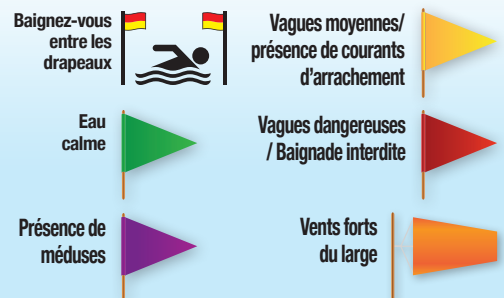 Baignez-vous
entre les
drapeaux
Vagues moyennes/
présence de courants
d’arrachement
Eau
calme
Vagues dangereuses
/ Baignade interdite
Présence de
méduses
Vents forts
du large